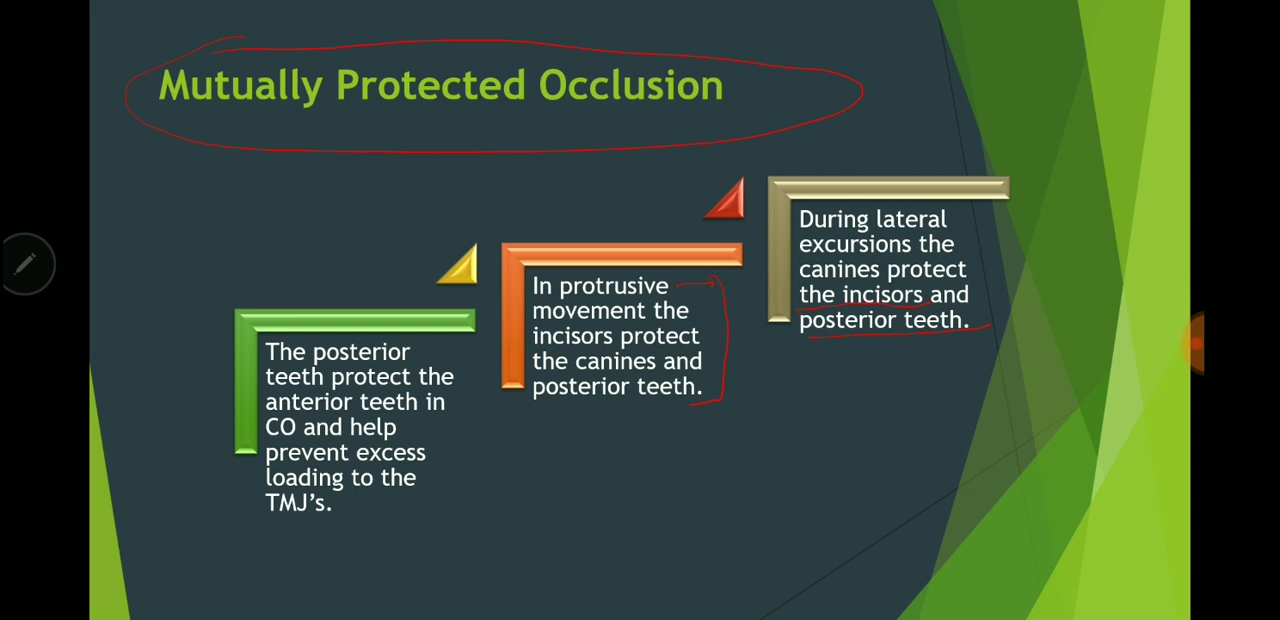 Mutually Protected Occlusion
The posterior
teeth protect the
anterior teeth in
CO and help
prevent excess
loading to the
TMJ’s.
In protrusive
movement the
incisors protect
the canines and
posterior teeth.
During lateral
excursions the
canines protect
the incisors and
posterior teeth.